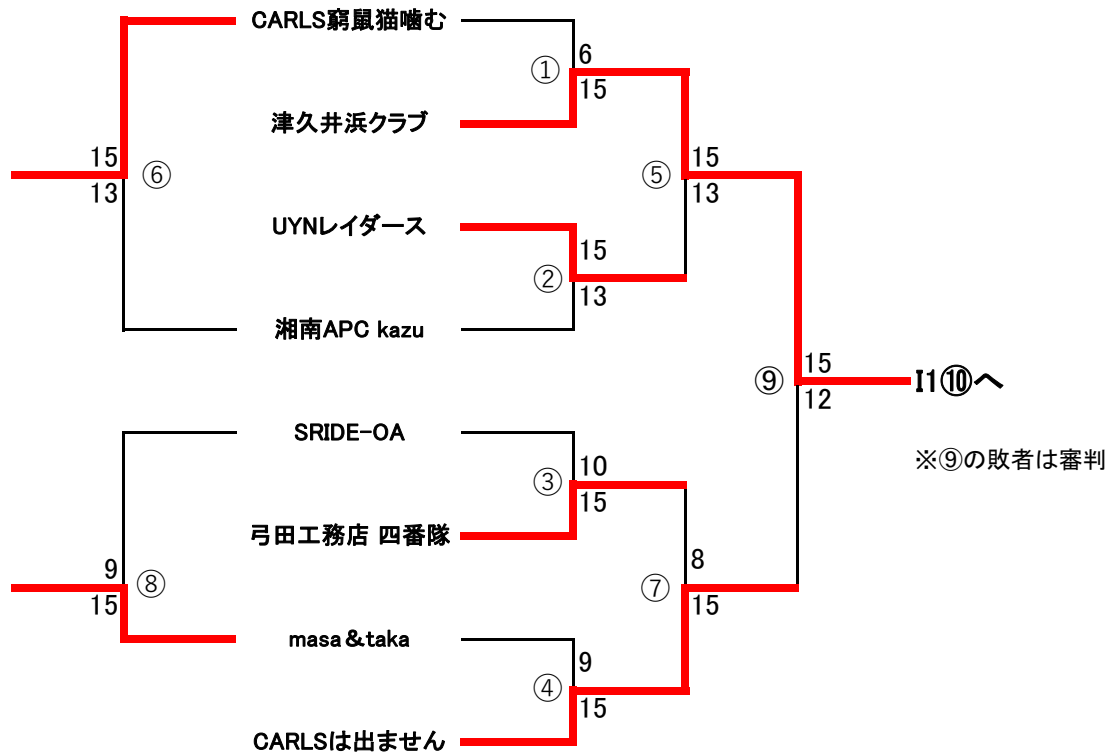 CARLS窮鼠猫噛む
6
①
15
津久井浜クラブ
15
⑥
13
15
⑤
13
UYNレイダース
15
②
13
湘南APC kazu
15
⑨
12
I1⑩へ
SRIDE-OA
※⑨の敗者は審判
10
③
15
弓田工務店 四番隊
9
⑧
15
8
⑦
15
masa&taka
9
④
15
CARLSは出ません